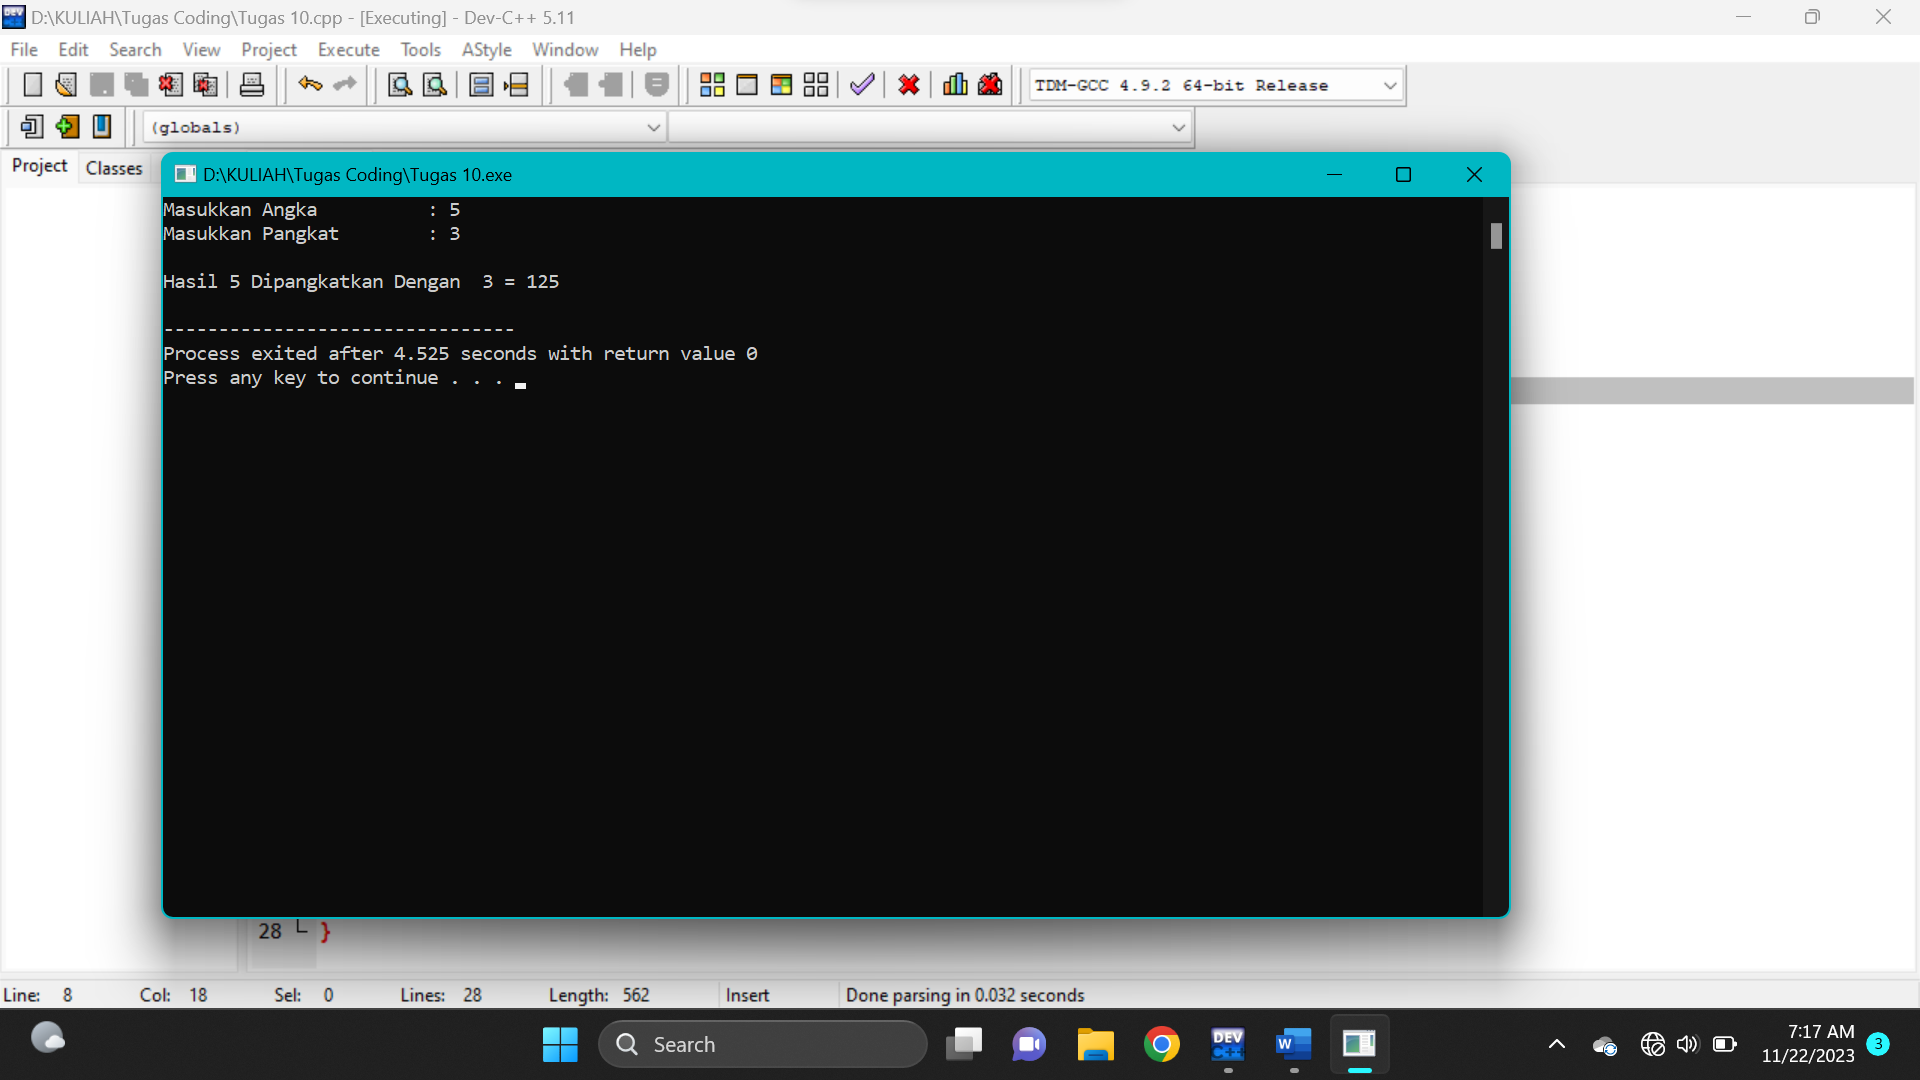 D:\KULIAH\Tugas Coding\Tugas 10.cpp - [Executing] - Dev-C++ 5.11
File Edit Search View Project Execute Tools AStyle Window Help
TDM-GCC 4.9.2 64-bit Release
(globals)
Project Classes
D:\KULIAH\Tugas Coding\Tugas 10.exe
Masukkan Angka : 5
Masukkan Pangkat : 3
Hasil 5 Dipangkatkan Dengan  3 = 125
--------------------------------
Process exited after 4.525 seconds with return value 0
Press any key to continue . . .
28 }
Line: 8 Col: 18 Sel: 0 Lines: 28 Length: 562 Insert Done parsing in 0.032 seconds
Search
DEV C++
W
7:17 AM
11/22/2023
3